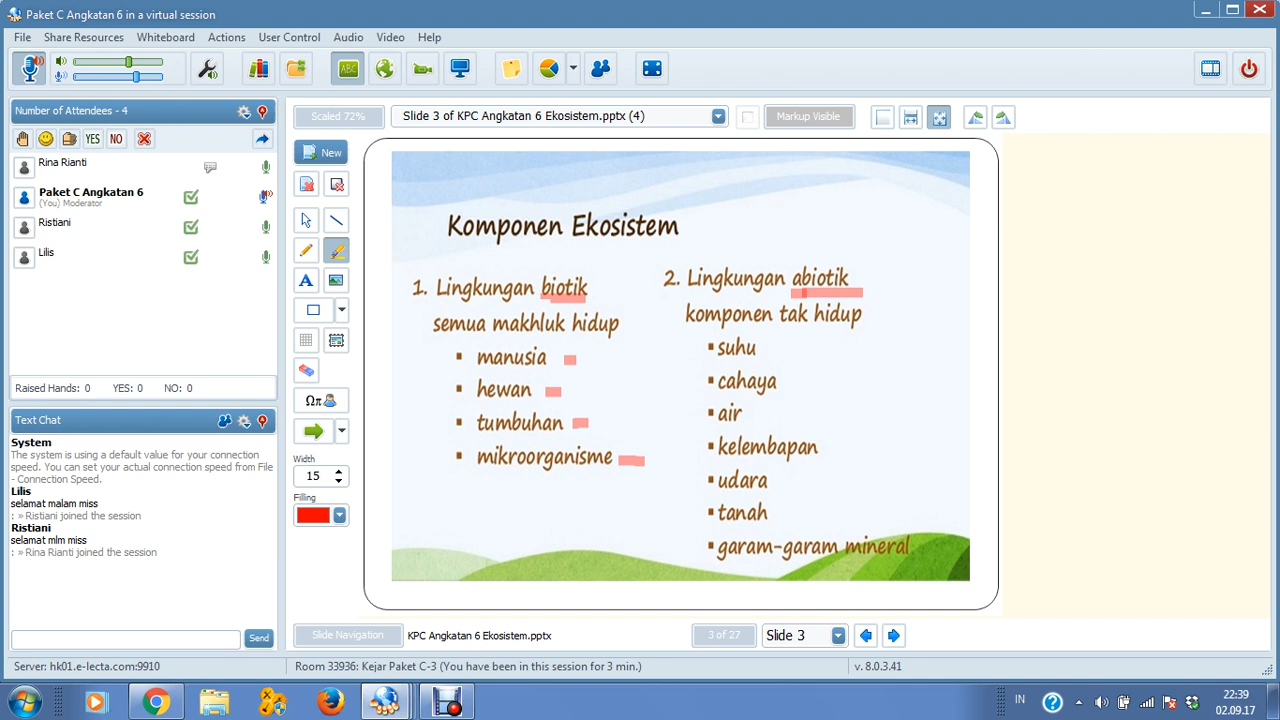 Paket C Angkatan 6 in a virtual session
File Share Resources Whiteboard Actions User Control Audio Video Help
Number of Attendees - 4
YES NO
Rina Rianti
Paket C Angkatan 6
(You) Moderator
Ristiani
Lilis
Raised Hands: 0 YES: 0 NO: 0
Text Chat
System
The system is using a default value for your connection
speed. You can set your actual connection speed from File
- Connection Speed.
Lilis
selamat malam miss
: » Ristiani joined the session
Ristiani
selamat mlm miss
: » Rina Rianti joined the session
Send
ABC
Scaled 72% Slide 3 of KPC Angkatan 6 Ekosistem.pptx (4) Markup Visible
New
A
Ωπ
Width
15
Filling
Komponen Ekosistem
1. Lingkungan biotik
semua makhluk hidup
▪ manusia
▪ hewan
▪ tumbuhan
▪ mikroorganisme
2. Lingkungan abiotik
komponen tak hidup
▪ suhu
▪ cahaya
▪ air
▪ kelembapan
▪ udara
▪ tanah
▪ garam-garam mineral
Slide Navigation KPC Angkatan 6 Ekosistem.pptx 3 of 27 Slide 3
Server: hk01.e-lecta.com:9910 Room 33936: Kejar Paket C-3 (You have been in this session for 3 min.) v. 8.0.3.41
IN 22:39
02.09.17